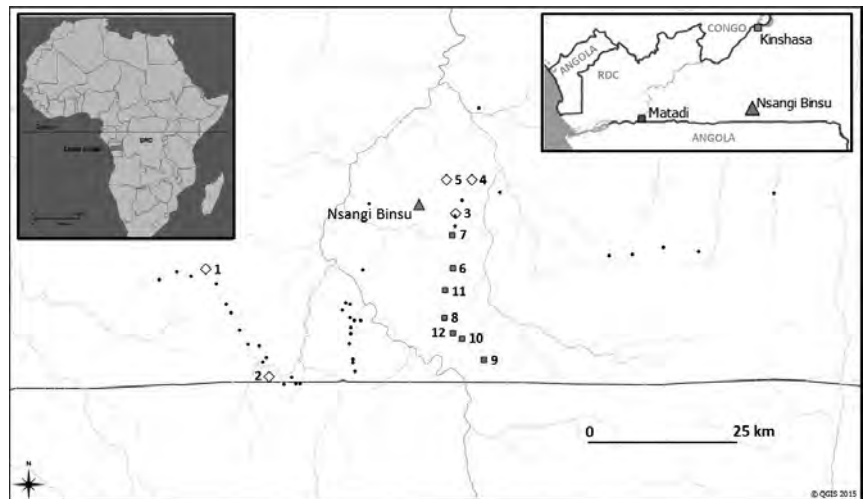 DRC
ANGOLA
RDC
CONGO
Kinshasa
Matadi
Nsangi Binsu
ANGOLA
5
4
Nsangi Binsu
3
7
1
6
11
8
12
10
9
2
0
25 km
N
© QGIS 2015